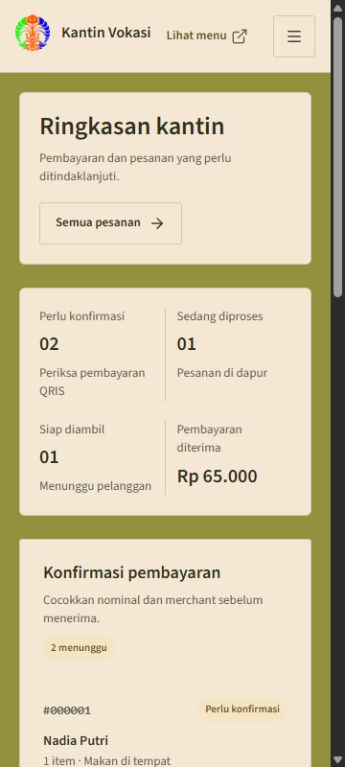 Kantin Vokasi
Lihat menu
Ringkasan kantin
Pembayaran dan pesanan yang perlu
ditindaklanjuti.
Semua pesanan
Perlu konfirmasi
02
Periksa pembayaran
QRIS
Sedang diproses
01
Pesanan di dapur
Siap diambil
01
Menunggu pelanggan
Pembayaran
diterima
Rp 65.000
Konfirmasi pembayaran
Cocokkan nominal dan merchant sebelum
menerima.
2 menunggu
#000001
Perlu konfirmasi
Nadia Putri
1 item · Makan di tempat